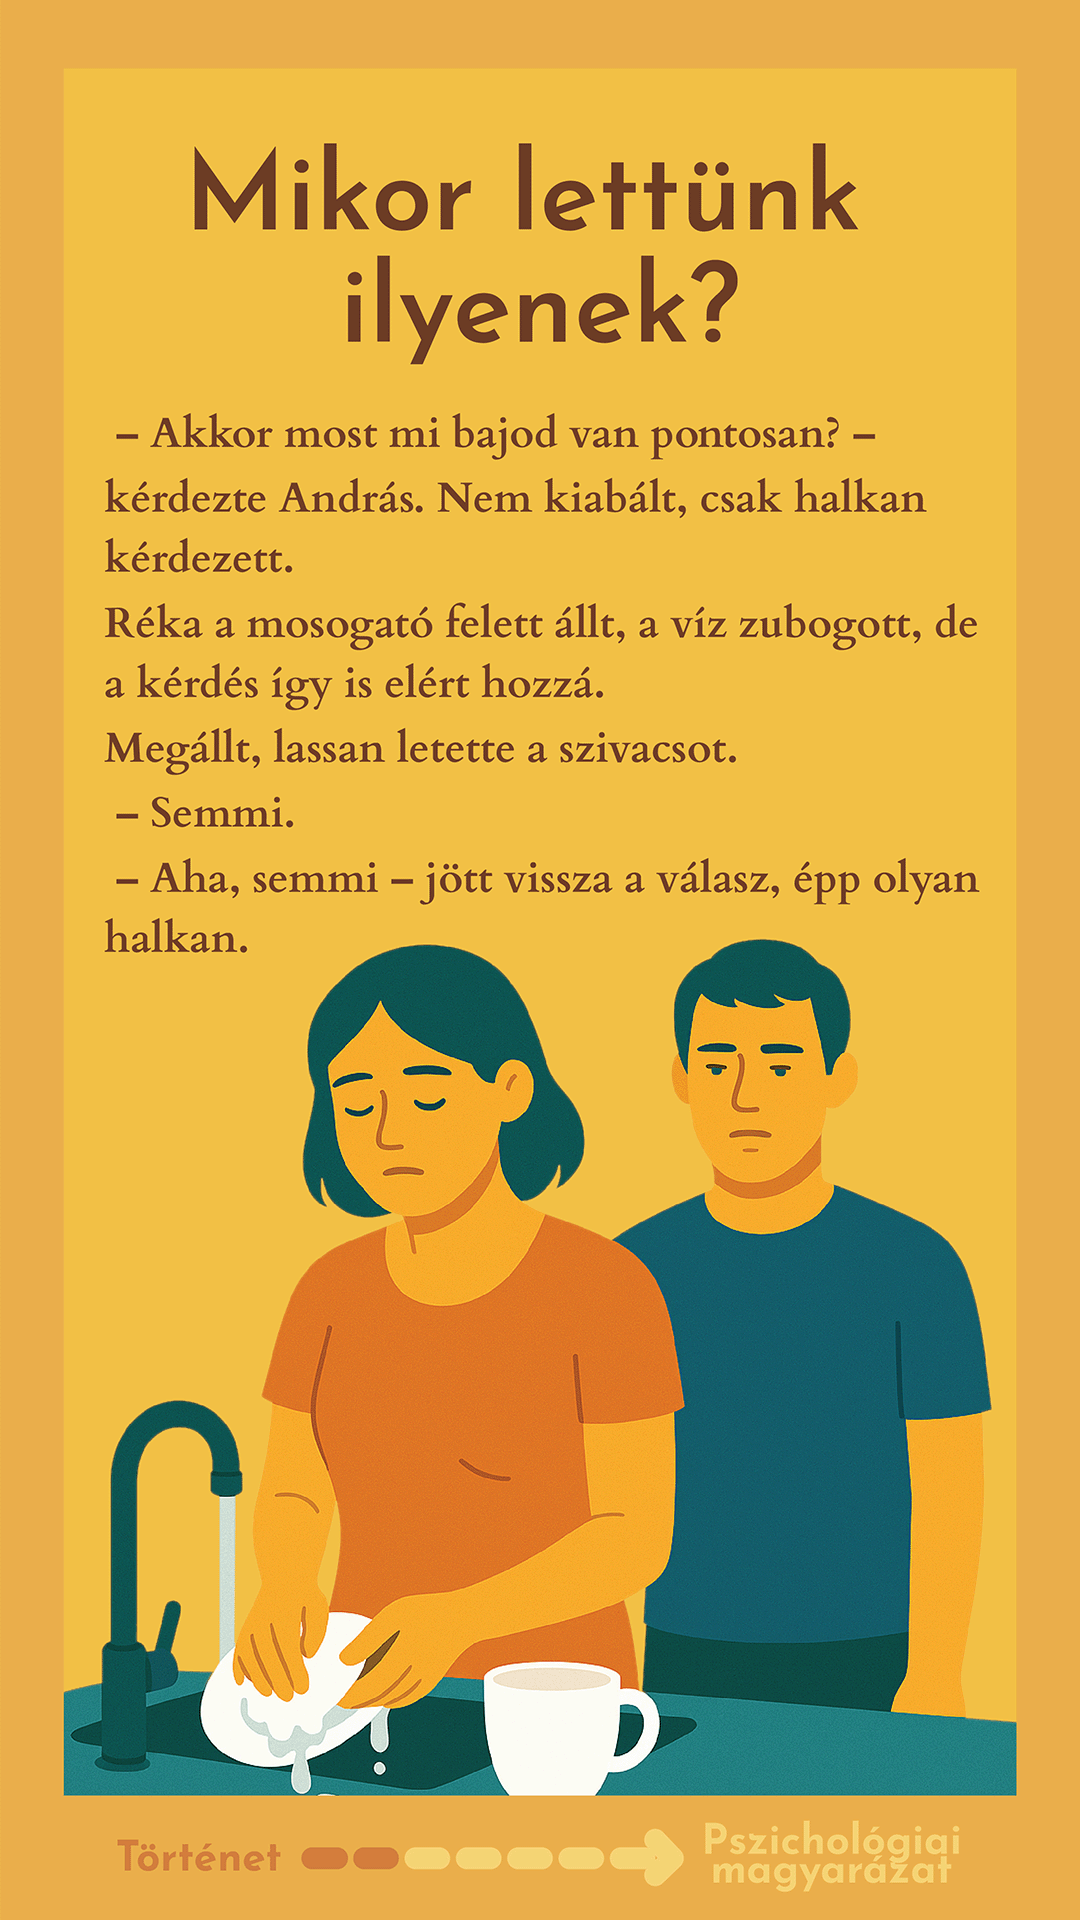 Mikor lettünk
ilyenek?
– Akkor most mi bajod van pontosan? –
kérdezte András. Nem kiabált, csak halkan
kérdezett.
Réka a mosogató felett állt, a víz zubogott, de
a kérdés így is elért hozzá.
Megállt, lassan letette a szivacsot.
– Semmi.
– Aha, semmi – jött vissza a válasz, épp olyan
halkan.
Történet
Pszichológiai
magyarázat